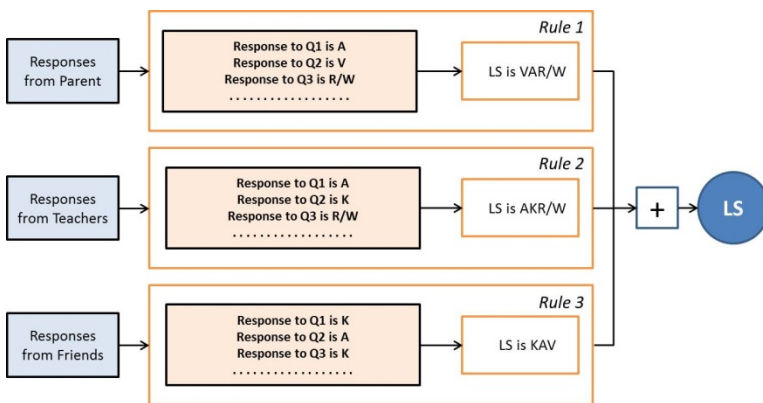 Rule 1
Responses
from Parent
Response to Q1 is A
Response to Q2 is V
Response to Q3 is R/W
. . . . . . . . . . . . . . . . . .
LS is VAR/W
Rule 2
Responses
from Teachers
Response to Q1 is A
Response to Q2 is K
Response to Q3 is R/W
. . . . . . . . . . . . . . . . . .
LS is AKR/W
+
LS
Rule 3
Responses
from Friends
Response to Q1 is K
Response to Q2 is A
Response to Q3 is K
. . . . . . . . . . . . . . . . . .
LS is KAV